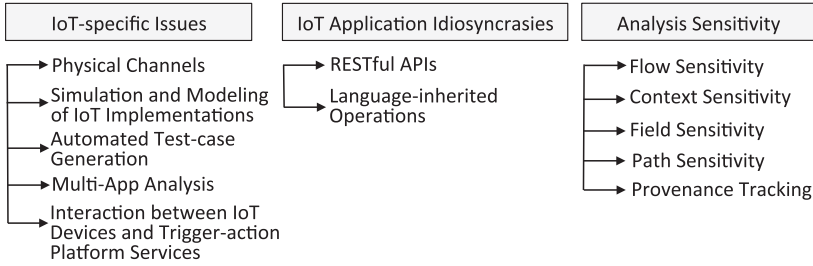 IoT-specific Issues
Physical Channels
Simulation and Modeling
of IoT Implementations
Automated Test-case
Generation
Multi-App Analysis
Interaction between IoT
Devices and Trigger-action
Platform Services
IoT Application Idiosyncrasies
RESTful APIs
Language-inherited
Operations
Analysis Sensitivity
Flow Sensitivity
Context Sensitivity
Field Sensitivity
Path Sensitivity
Provenance Tracking